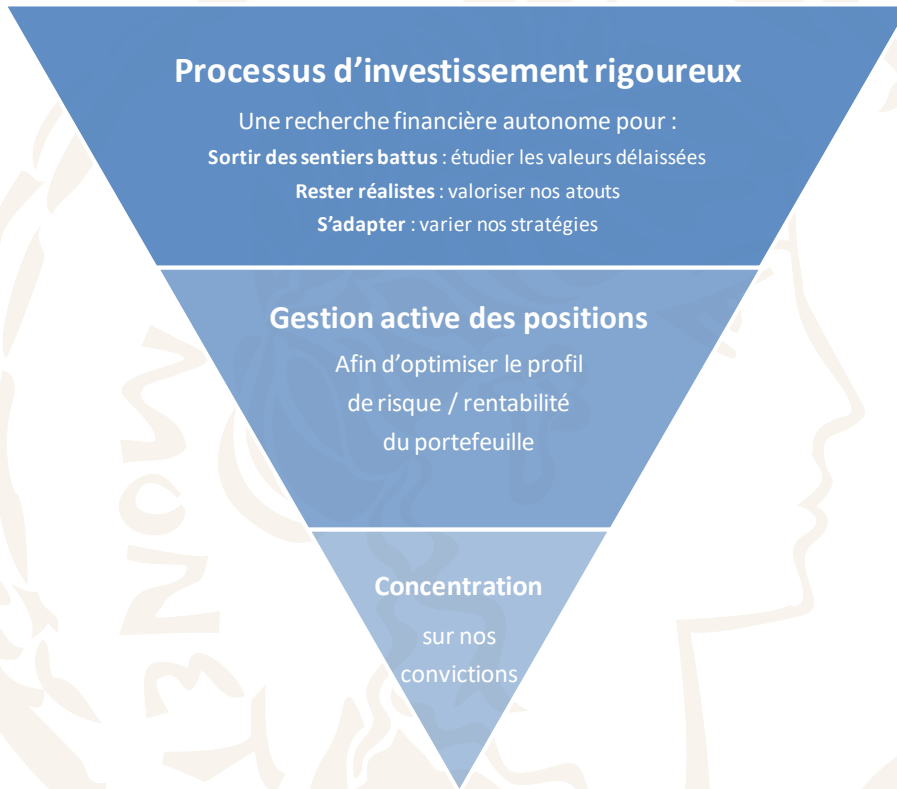 Processus d’investissement rigoureux
Une recherche financière autonome pour :
Sortir des sentiers battus : étudier les valeurs délaissées
Rester réalistes : valoriser nos atouts
S’adapter : varier nos stratégies
Gestion active des positions
Afin d’optimiser le profil
de risque / rentabilité
du portefeuille
Concentration
sur nos
convictions